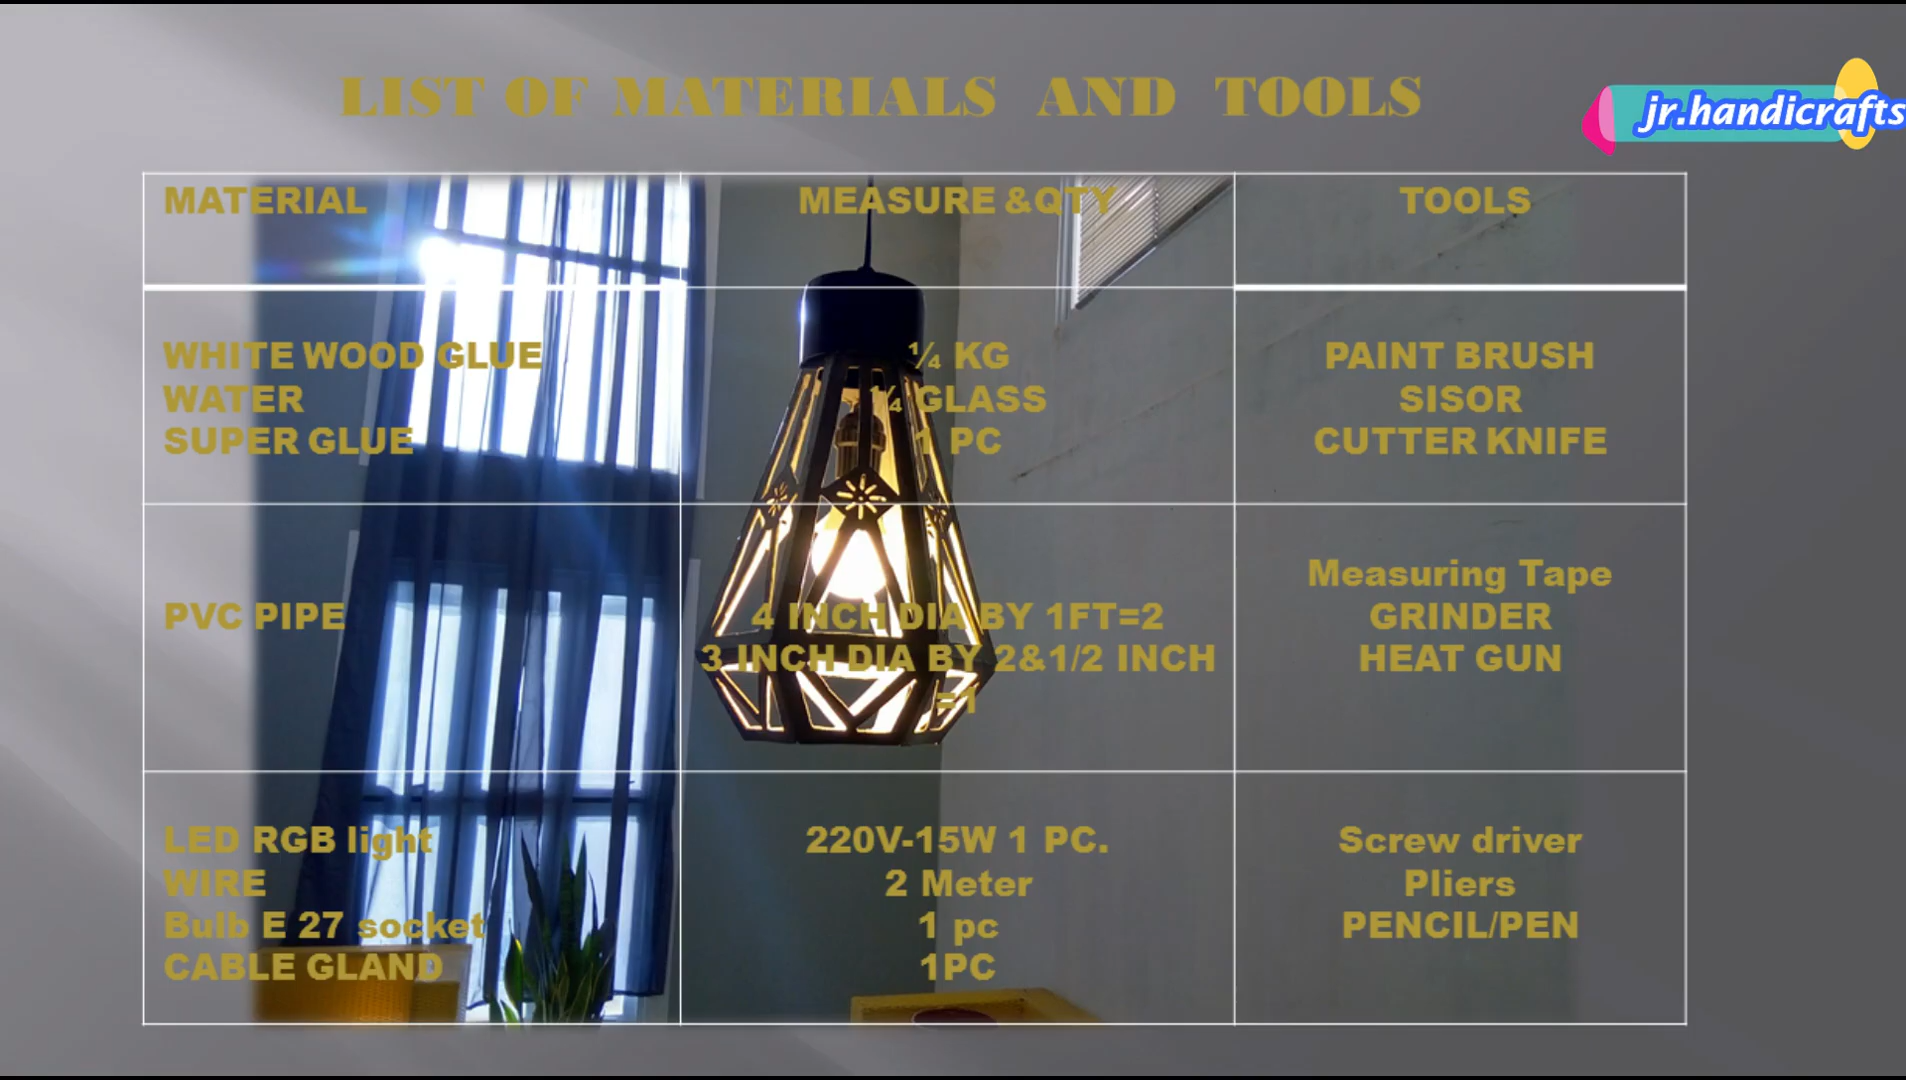 LIST OF MATERIALS AND TOOLS
jr.handicrafts
MATERIAL
MEASURE &QTY
TOOLS
WHITE WOOD GLUE
WATER
SUPER GLUE
¼ KG
¼ GLASS
1 PC
PAINT BRUSH
SISOR
CUTTER KNIFE
PVC PIPE
4 INCH DIA BY 1FT=2
3 INCH DIA BY 2&1/2 INCH
=1
Measuring Tape
GRINDER
HEAT GUN
LED RGB light
WIRE
Bulb E 27 socket
CABLE GLAND
220V-15W 1 PC.
2 Meter
1 pc
1PC
Screw driver
Pliers
PENCIL/PEN